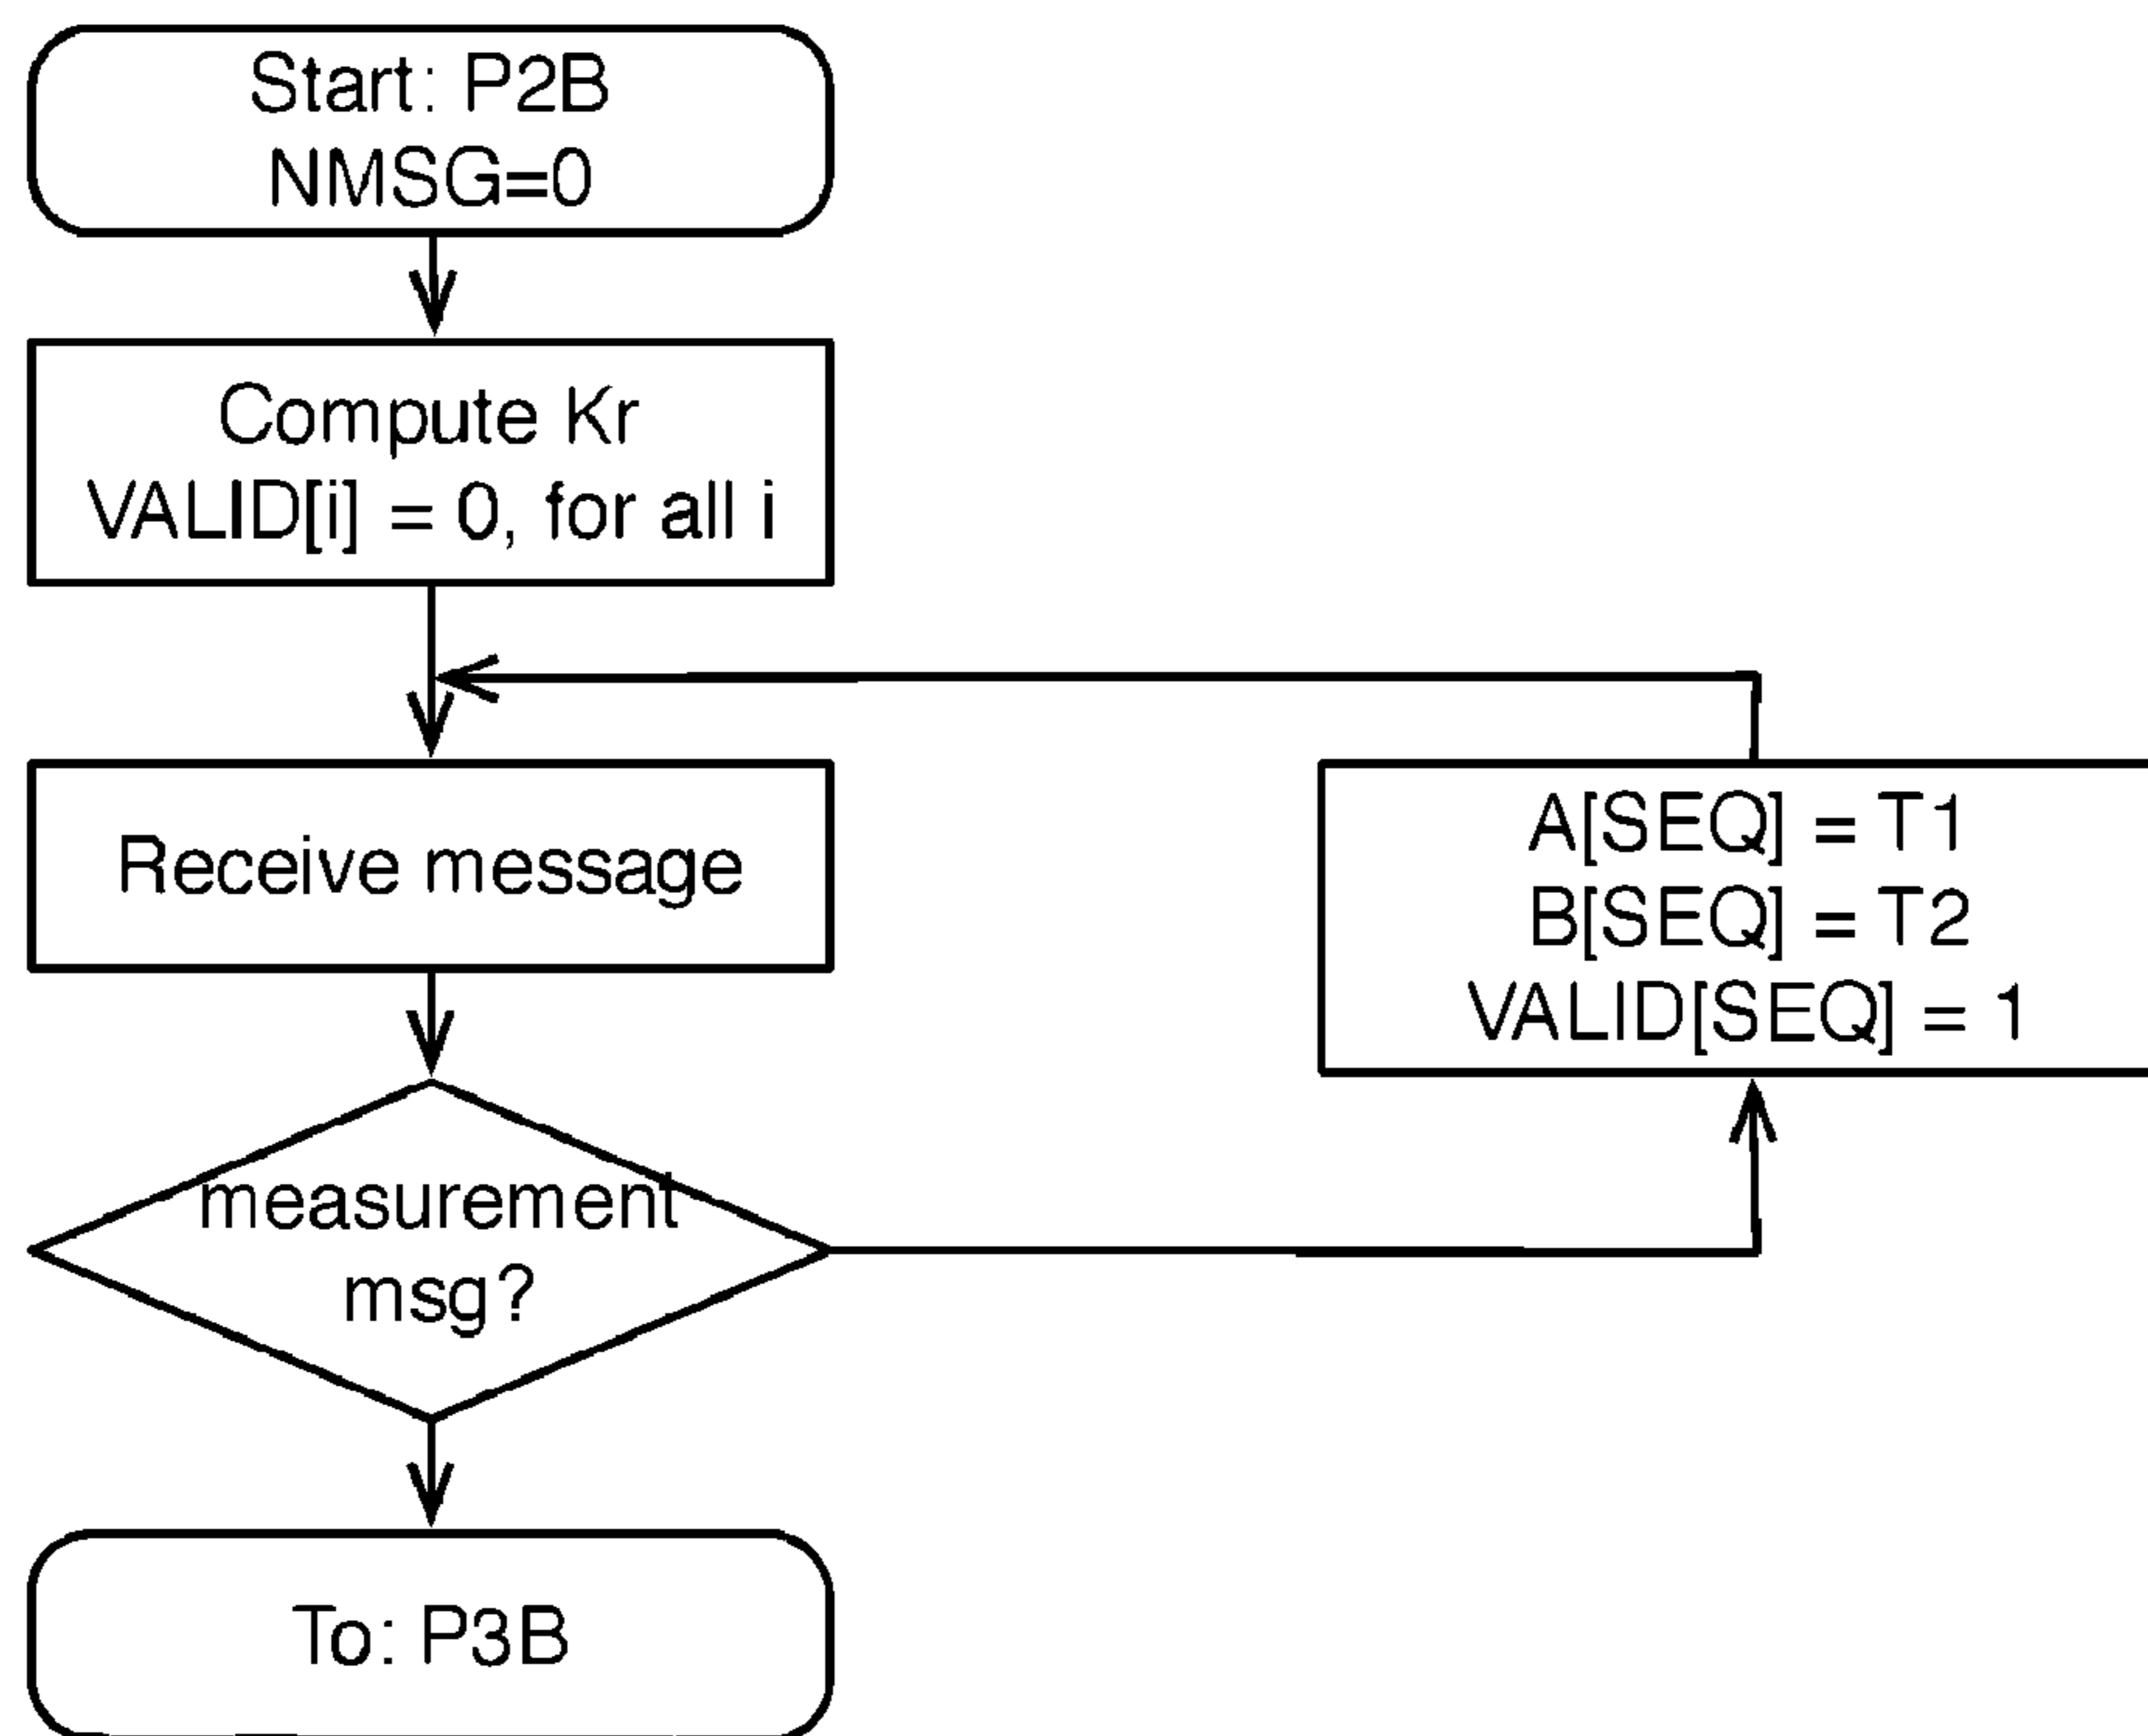 Start: P2B
NMSG=0
Compute Kr
VALID[i] = 0, for all i
Receive message
A[SEQ] = T1
B[SEQ] = T2
VALID[SEQ] = 1
measurement
msg?
To: P3B